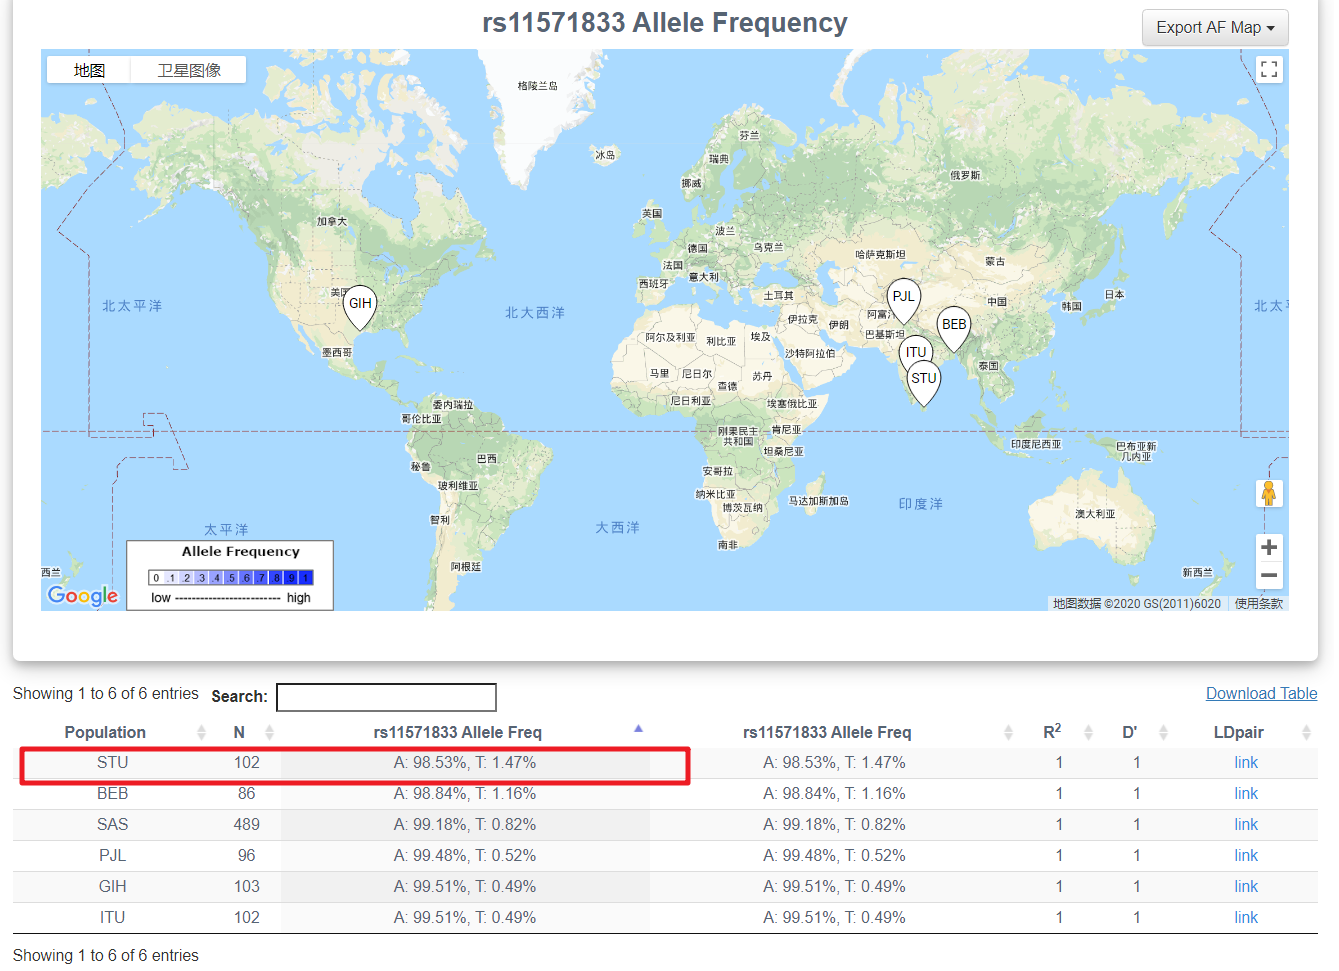 rs11571833 Allele Frequency
Export AF Map
地图
卫星图像
格陵兰岛
冰岛
芬兰
瑞典
挪威
俄罗斯
加拿大
英国
波兰
德国
乌克兰
法国
意大利
西班牙
土耳其
哈萨克斯坦
蒙古
中国
韩国
日本
北太平洋
美国
GIH
墨西哥
北大西洋
PJL
BEB
ITU
STU
阿富汗
巴基斯坦
伊拉克
伊朗
阿尔及利亚
利比亚
埃及
沙特阿拉伯
马里
尼日尔
乍得
苏丹
尼日利亚
埃塞俄比亚
泰国
北太
委内瑞拉
哥伦比亚
刚果民主
共和国
肯尼亚
坦桑尼亚
印度尼西亚
巴布亚新
几内亚
秘鲁
巴西
玻利维亚
安哥拉
纳米比亚
博茨瓦纳
马达加斯加岛
印度洋
澳大利亚
太平洋
智利
大西洋
南非
阿根廷
西兰
新西兰
Allele Frequency
0 .1 .2 .3 .4 .5 .6 .7 .8 .9 1
low -------------------------- high
Google
地图数据 ©2020 GS(2011)6020
使用条款
Showing 1 to 6 of 6 entries
Search:
Download Table
Population N rs11571833 Allele Freq rs11571833 Allele Freq R2 D' LDpair
STU 102 A: 98.53%, T: 1.47% A: 98.53%, T: 1.47% 1 1 link
BEB 86 A: 98.84%, T: 1.16% A: 98.84%, T: 1.16% 1 1 link
SAS 489 A: 99.18%, T: 0.82% A: 99.18%, T: 0.82% 1 1 link
PJL 96 A: 99.48%, T: 0.52% A: 99.48%, T: 0.52% 1 1 link
GIH 103 A: 99.51%, T: 0.49% A: 99.51%, T: 0.49% 1 1 link
ITU 102 A: 99.51%, T: 0.49% A: 99.51%, T: 0.49% 1 1 link
Showing 1 to 6 of 6 entries